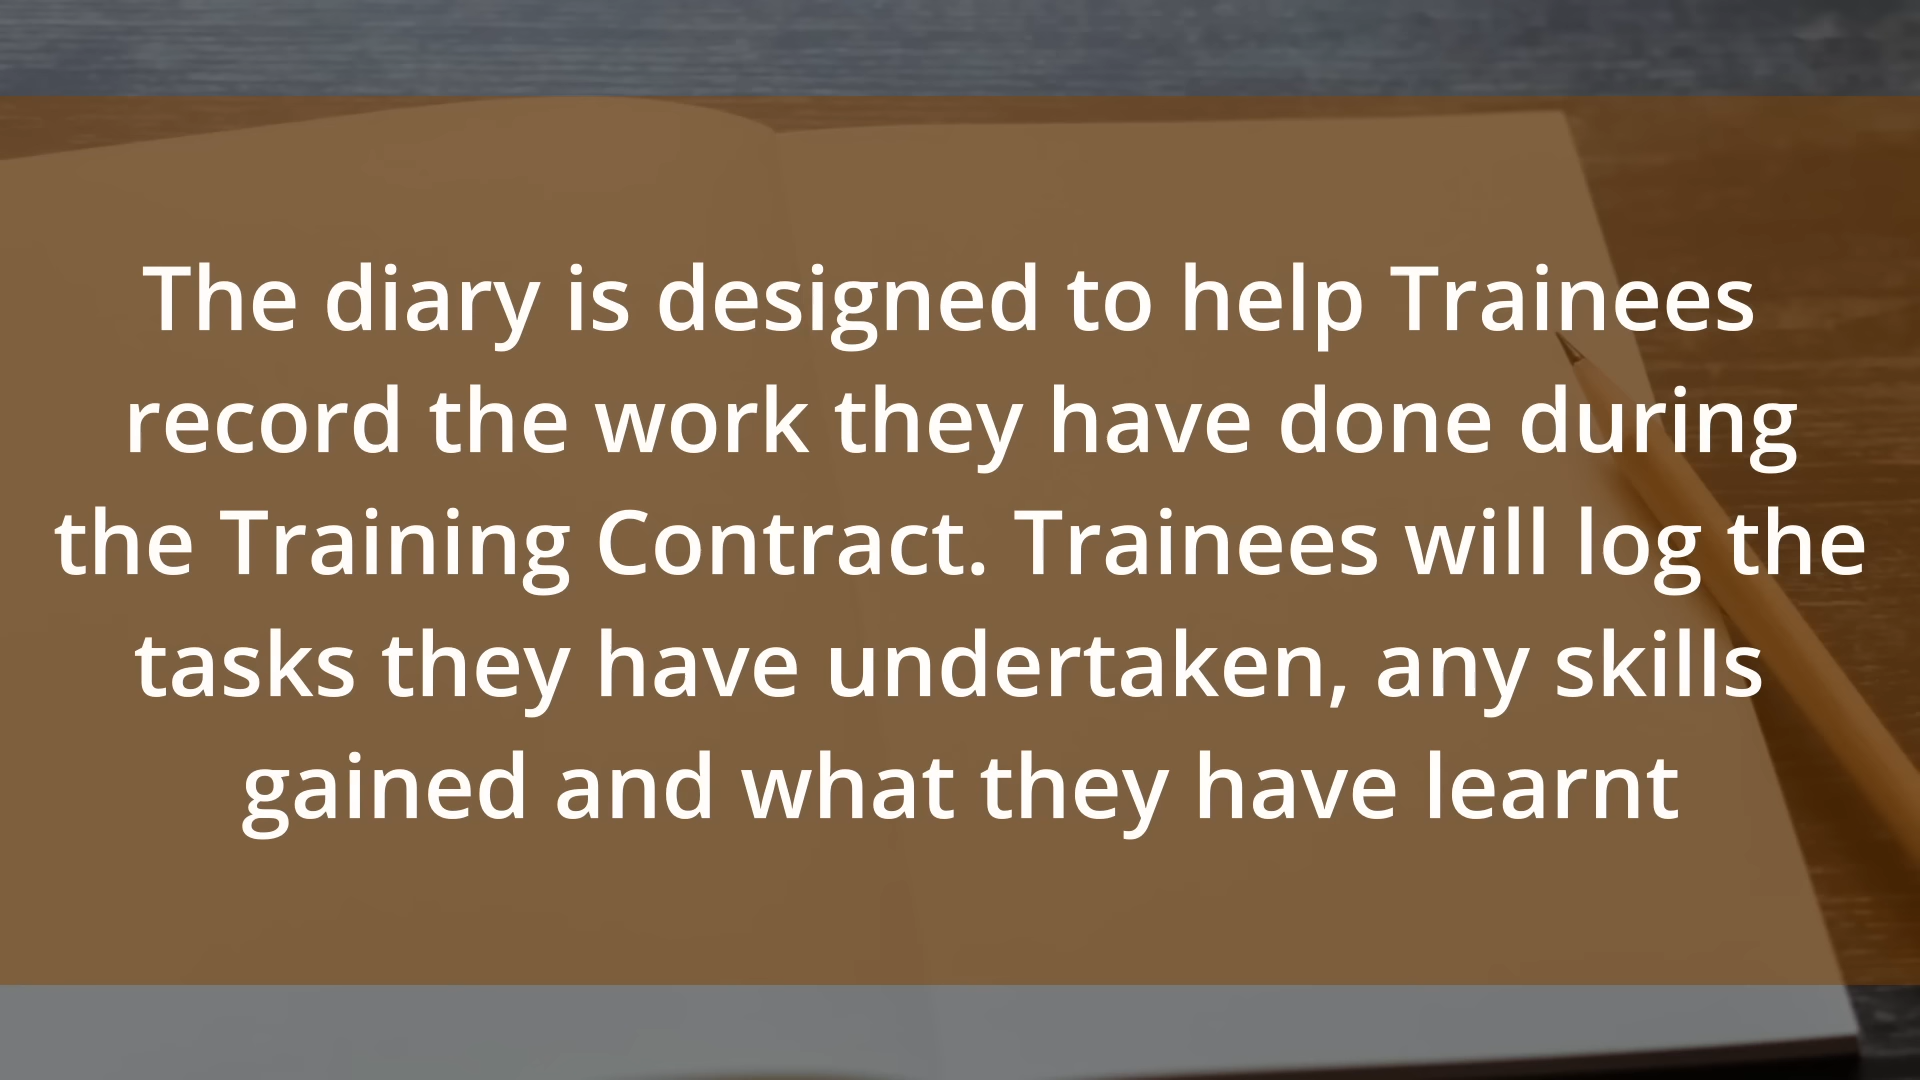 The diary is designed to help Trainees
record the work they have done during
the Training Contract. Trainees will log the
tasks they have undertaken, any skills
gained and what they have learnt